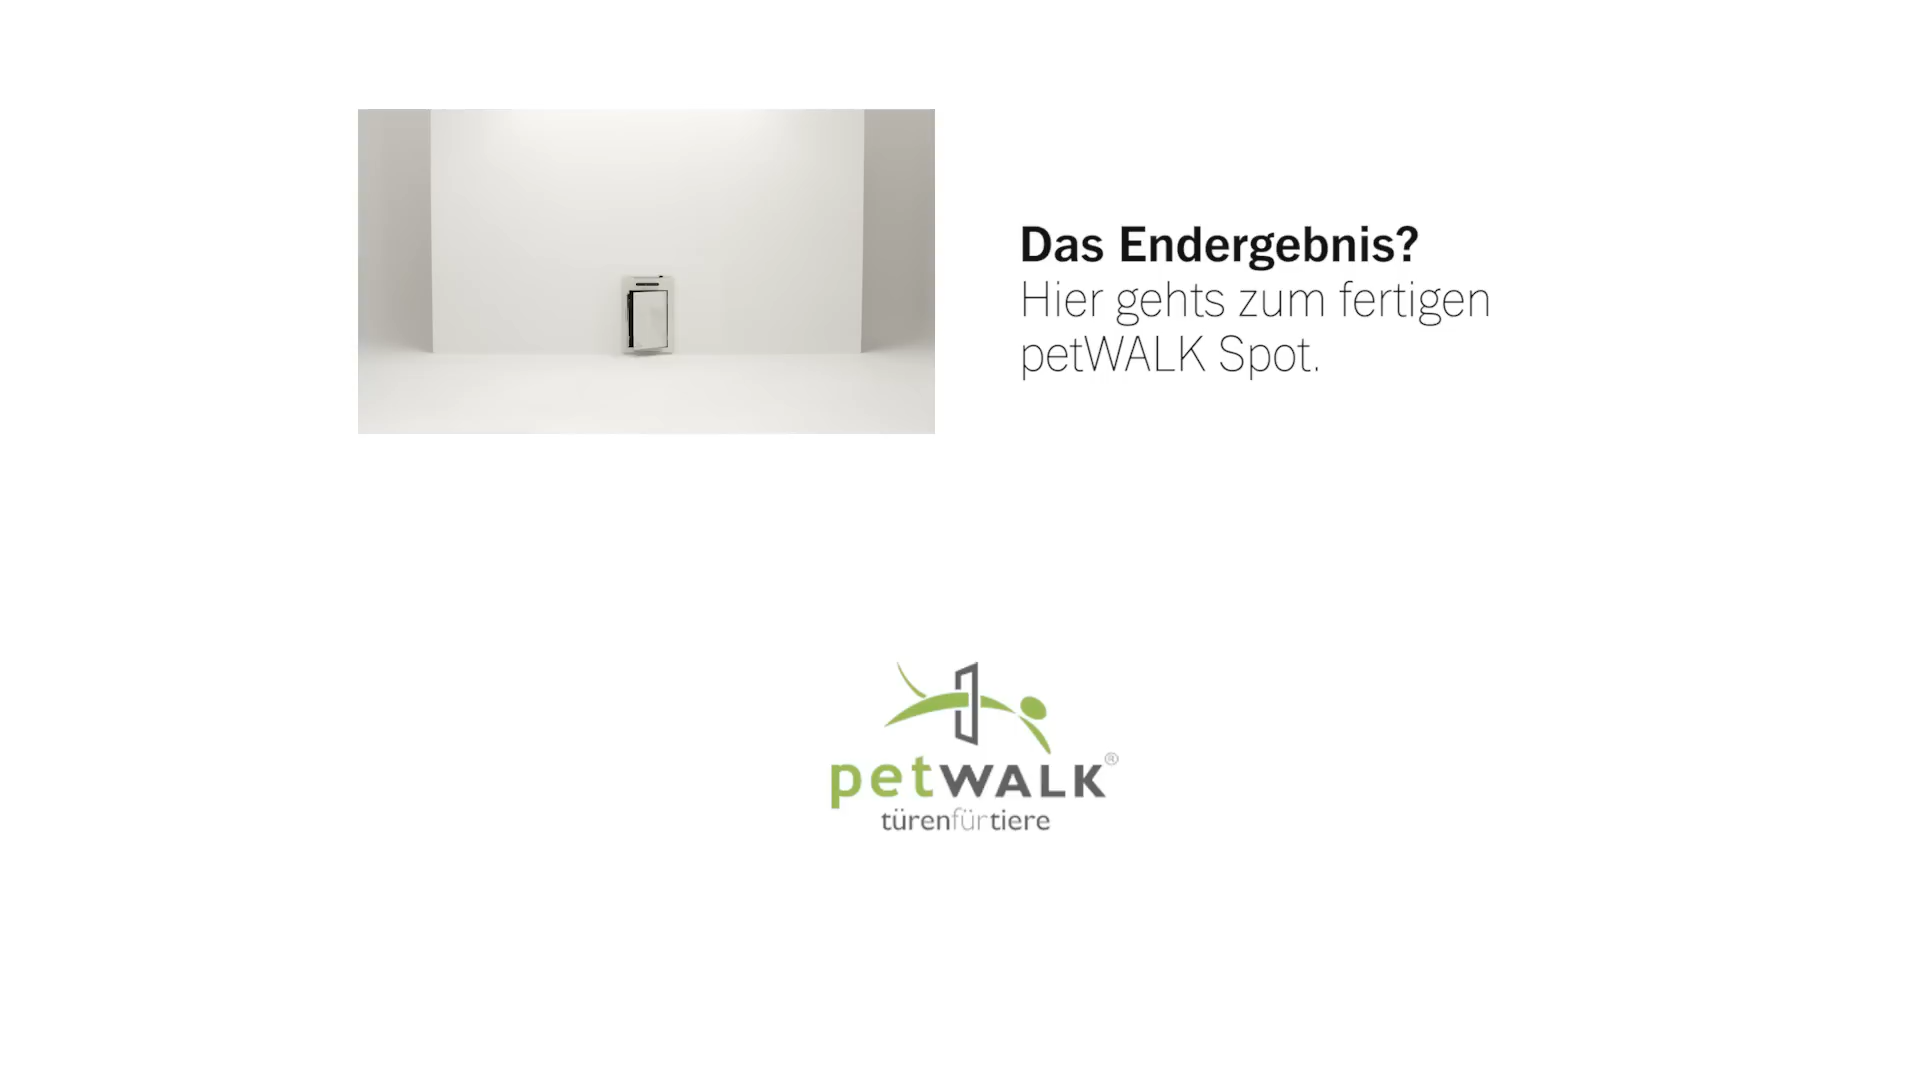 Das Endergebnis?
Hier gehts zum fertigen
petWALK Spot.
petWALK®
türenfürtiere